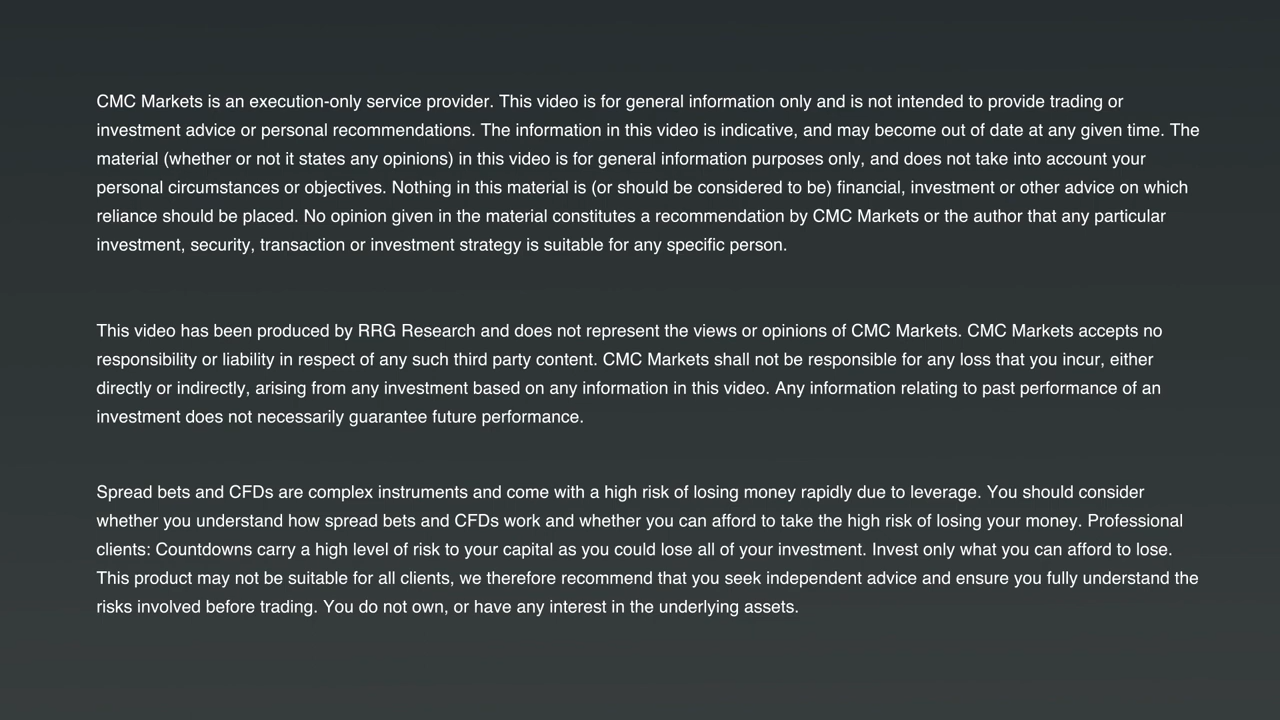 CMC Markets is an execution-only service provider. This video is for general information only and is not intended to provide trading or
investment advice or personal recommendations. The information in this video is indicative, and may become out of date at any given time. The
material (whether or not it states any opinions) in this video is for general information purposes only, and does not take into account your
personal circumstances or objectives. Nothing in this material is (or should be considered to be) financial, investment or other advice on which
reliance should be placed. No opinion given in the material constitutes a recommendation by CMC Markets or the author that any particular
investment, security, transaction or investment strategy is suitable for any specific person.
This video has been produced by RRG Research and does not represent the views or opinions of CMC Markets. CMC Markets accepts no
responsibility or liability in respect of any such third party content. CMC Markets shall not be responsible for any loss that you incur, either
directly or indirectly, arising from any investment based on any information in this video. Any information relating to past performance of an
investment does not necessarily guarantee future performance.
Spread bets and CFDs are complex instruments and come with a high risk of losing money rapidly due to leverage. You should consider
whether you understand how spread bets and CFDs work and whether you can afford to take the high risk of losing your money. Professional
clients: Countdowns carry a high level of risk to your capital as you could lose all of your investment. Invest only what you can afford to lose.
This product may not be suitable for all clients, we therefore recommend that you seek independent advice and ensure you fully understand the
risks involved before trading. You do not own, or have any interest in the underlying assets.